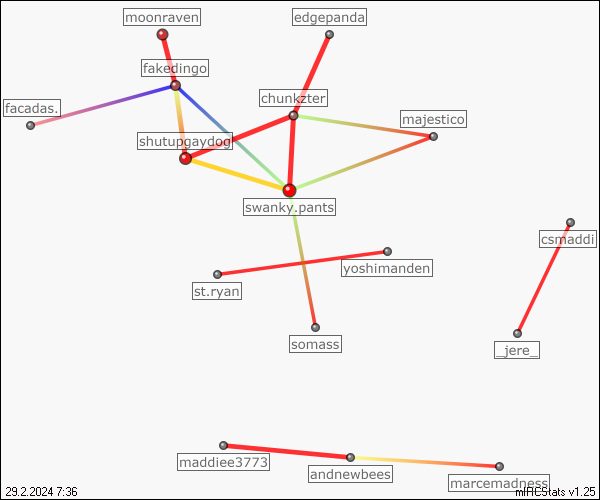 moonraven
edgepanda
fakedingo
facadas.
chunkzter
majestico
shutupgaydog
swanky.pants
csmaddi
yoshimanden
st.ryan
somass
_jere_
maddiee3773
andnewbees
marcemadness
29.2.2024 7:36
mIRCStats v1.25